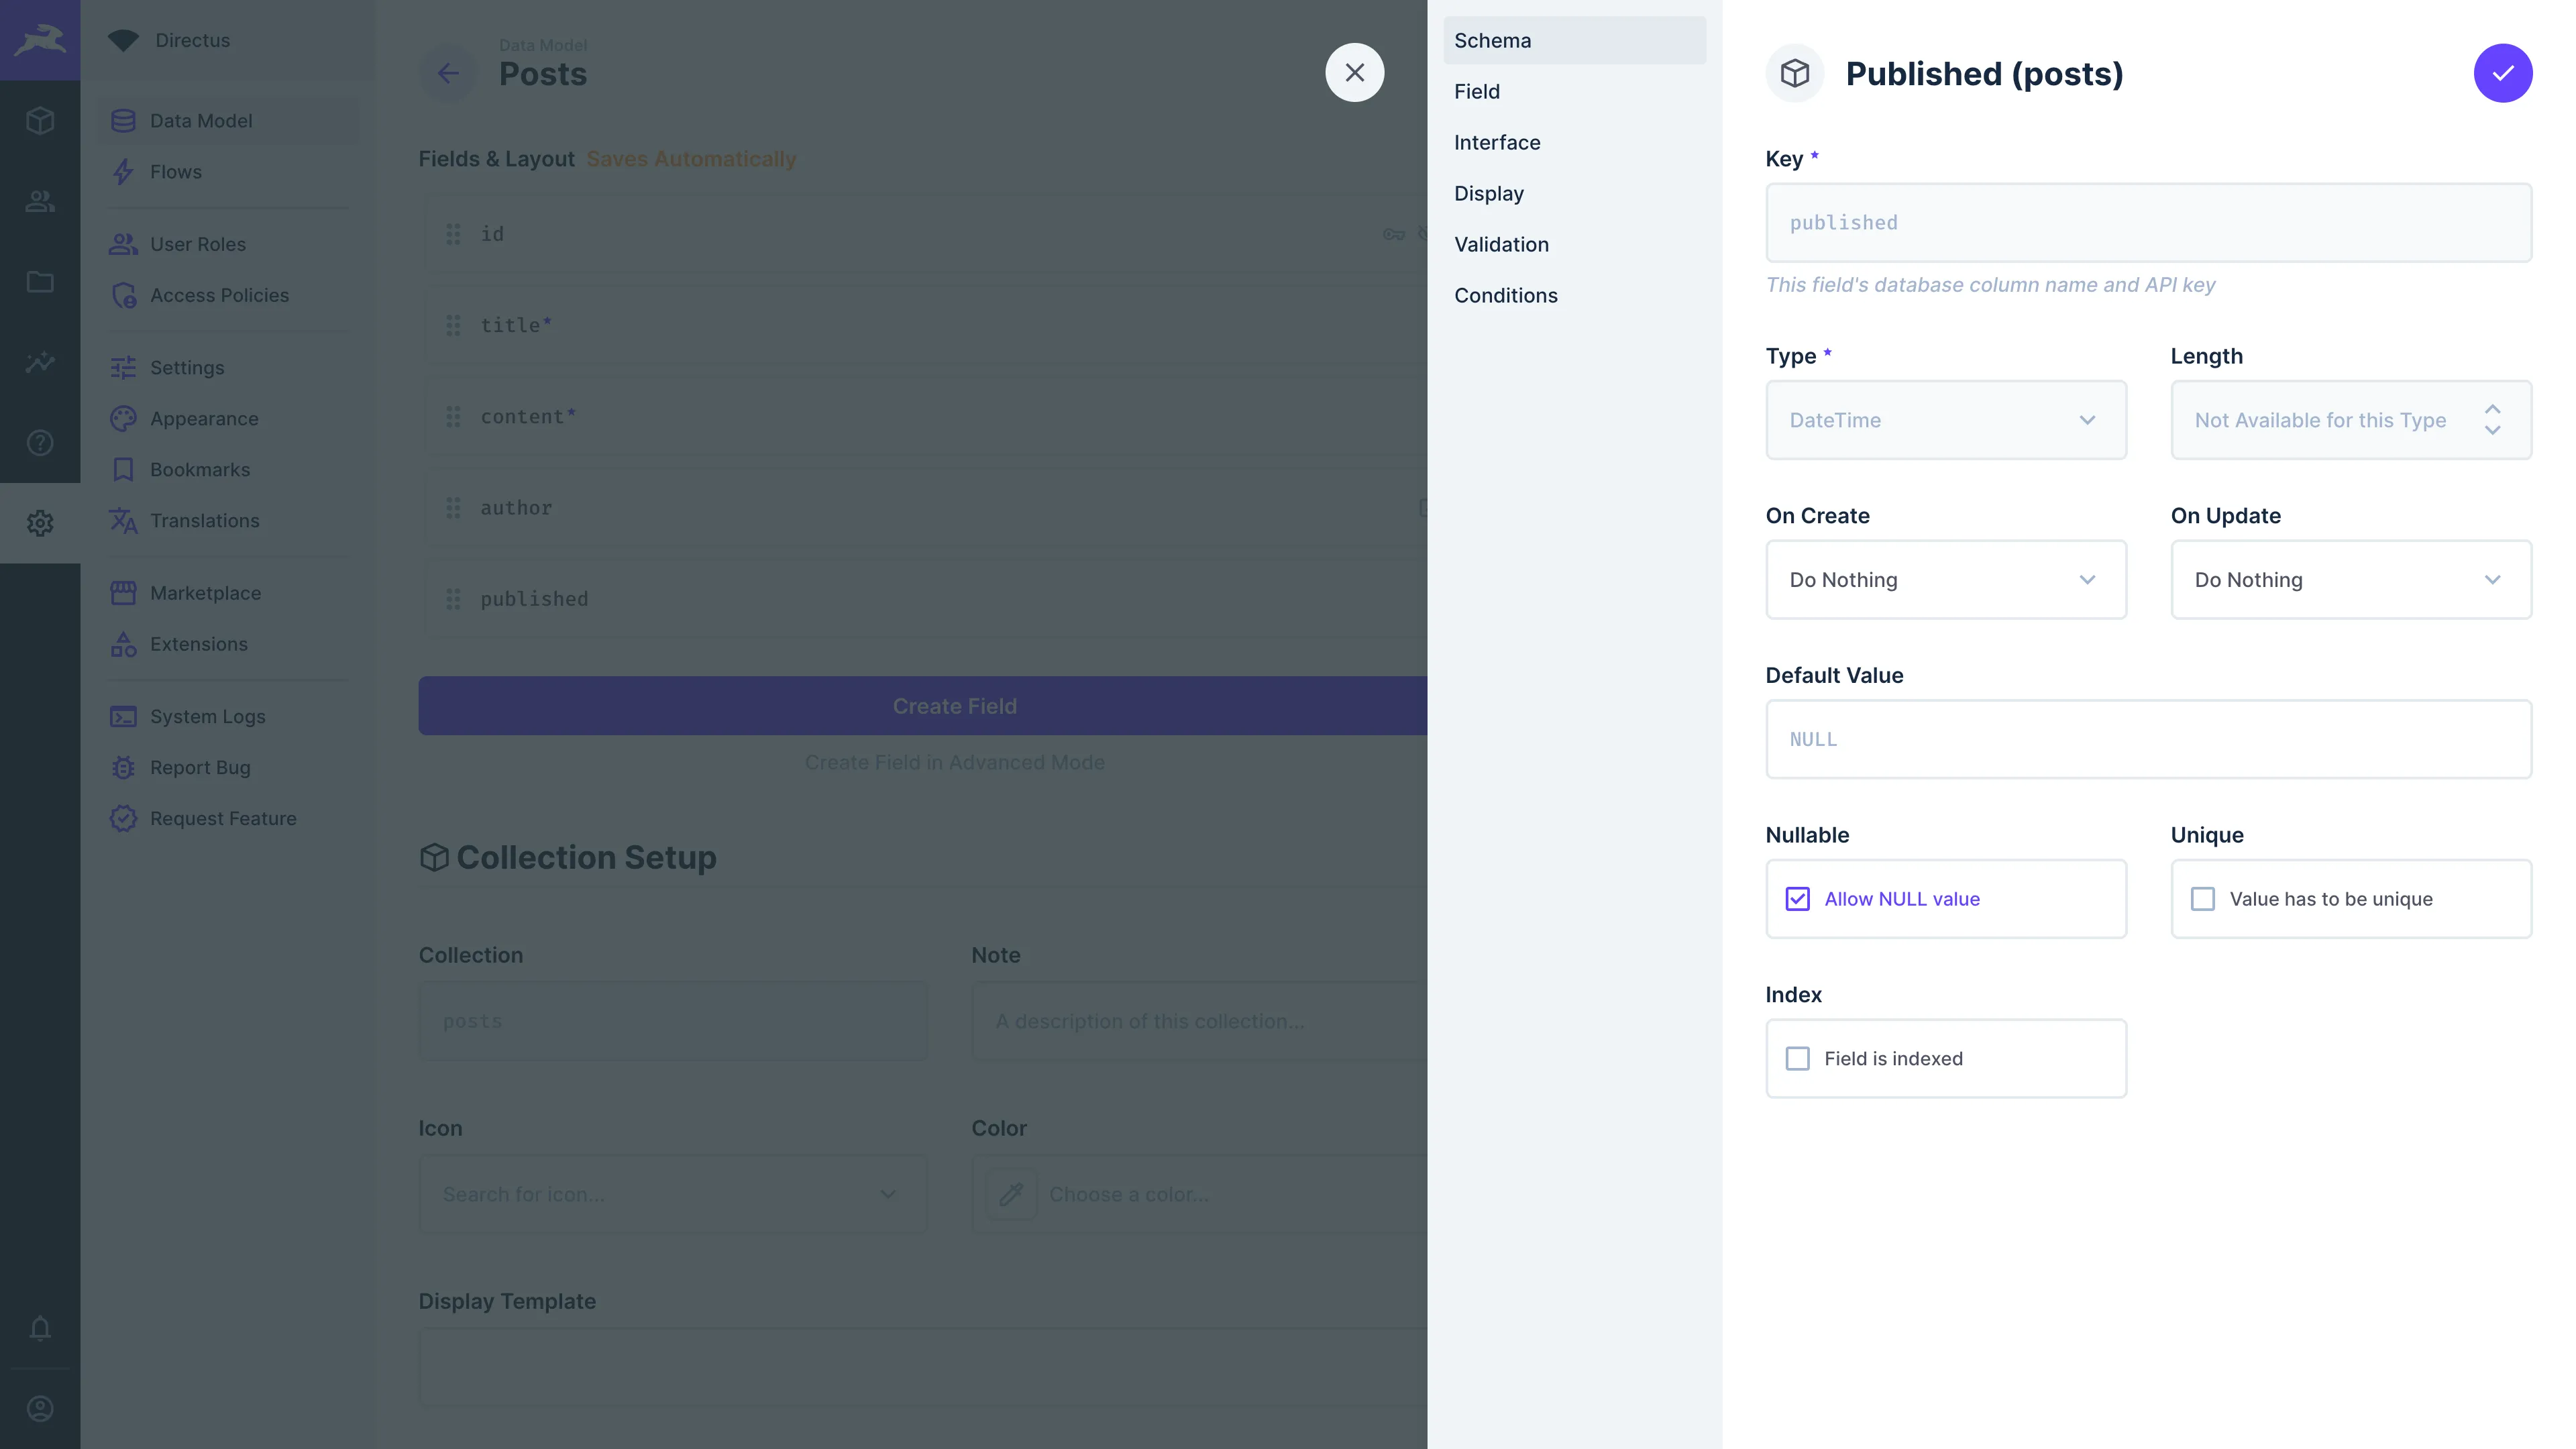 Directus
Data Model
Flows
User Roles
Access Policies
Settings
Appearance
Bookmarks
Translations
Marketplace
Extensions
System Logs
Report Bug
Request Feature
Data Model
Posts
Fields & Layout Saves Automatically
id
title*
content*
author
published
Create Field
Create Field in Advanced Mode
Collection Setup
Collection
posts
Note
A description of this collection...
Icon
Search for icon...
Color
Choose a color...
Display Template
Schema
Field
Interface
Display
Validation
Conditions
Published (posts)
Key *
published
This field's database column name and API key
Type *
DateTime
Length
Not Available for this Type
On Create
Do Nothing
On Update
Do Nothing
Default Value
NULL
Nullable
Allow NULL value
Unique
Value has to be unique
Index
Field is indexed